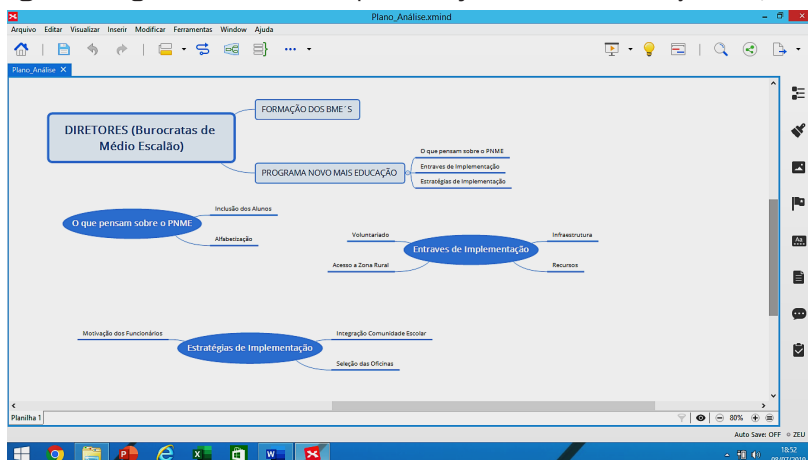 Plano_Análise.xmind
Arquivo Editar Visualizar Inserir Modificar Ferramentas Window Ajuda
Plano_Análise
DIRETORES (Burocratas de
Médio Escalão)
FORMAÇÃO DOS BME´S
PROGRAMA NOVO MAIS EDUCAÇÃO
O que pensam sobre o PNME
Entraves de Implementação
Estratégias de Implementação
O que pensam sobre o PNME
Inclusão dos Alunos
Alfabetização
Entraves de Implementação
Voluntariado
Acesso a Zona Rural
Infraestrutura
Recursos
Estratégias de Implementação
Motivação dos Funcionários
Integração Comunidade Escolar
Seleção das Oficinas
Planilha 1
80%
Auto Save: OFF
ZEU
18:52